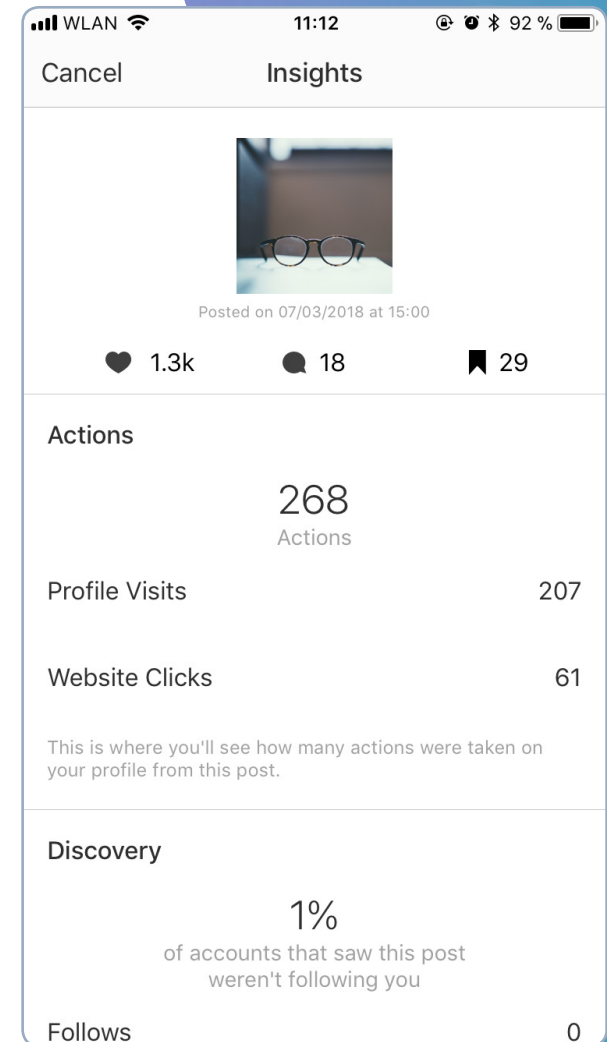 WLAN 11:12 92 %
Cancel Insights
Posted on 07/03/2018 at 15:00
1.3k 18 29
Actions
268
Actions
Profile Visits 207
Website Clicks 61
This is where you'll see how many actions were taken on
your profile from this post.
Discovery
1%
of accounts that saw this post
weren't following you
Follows 0